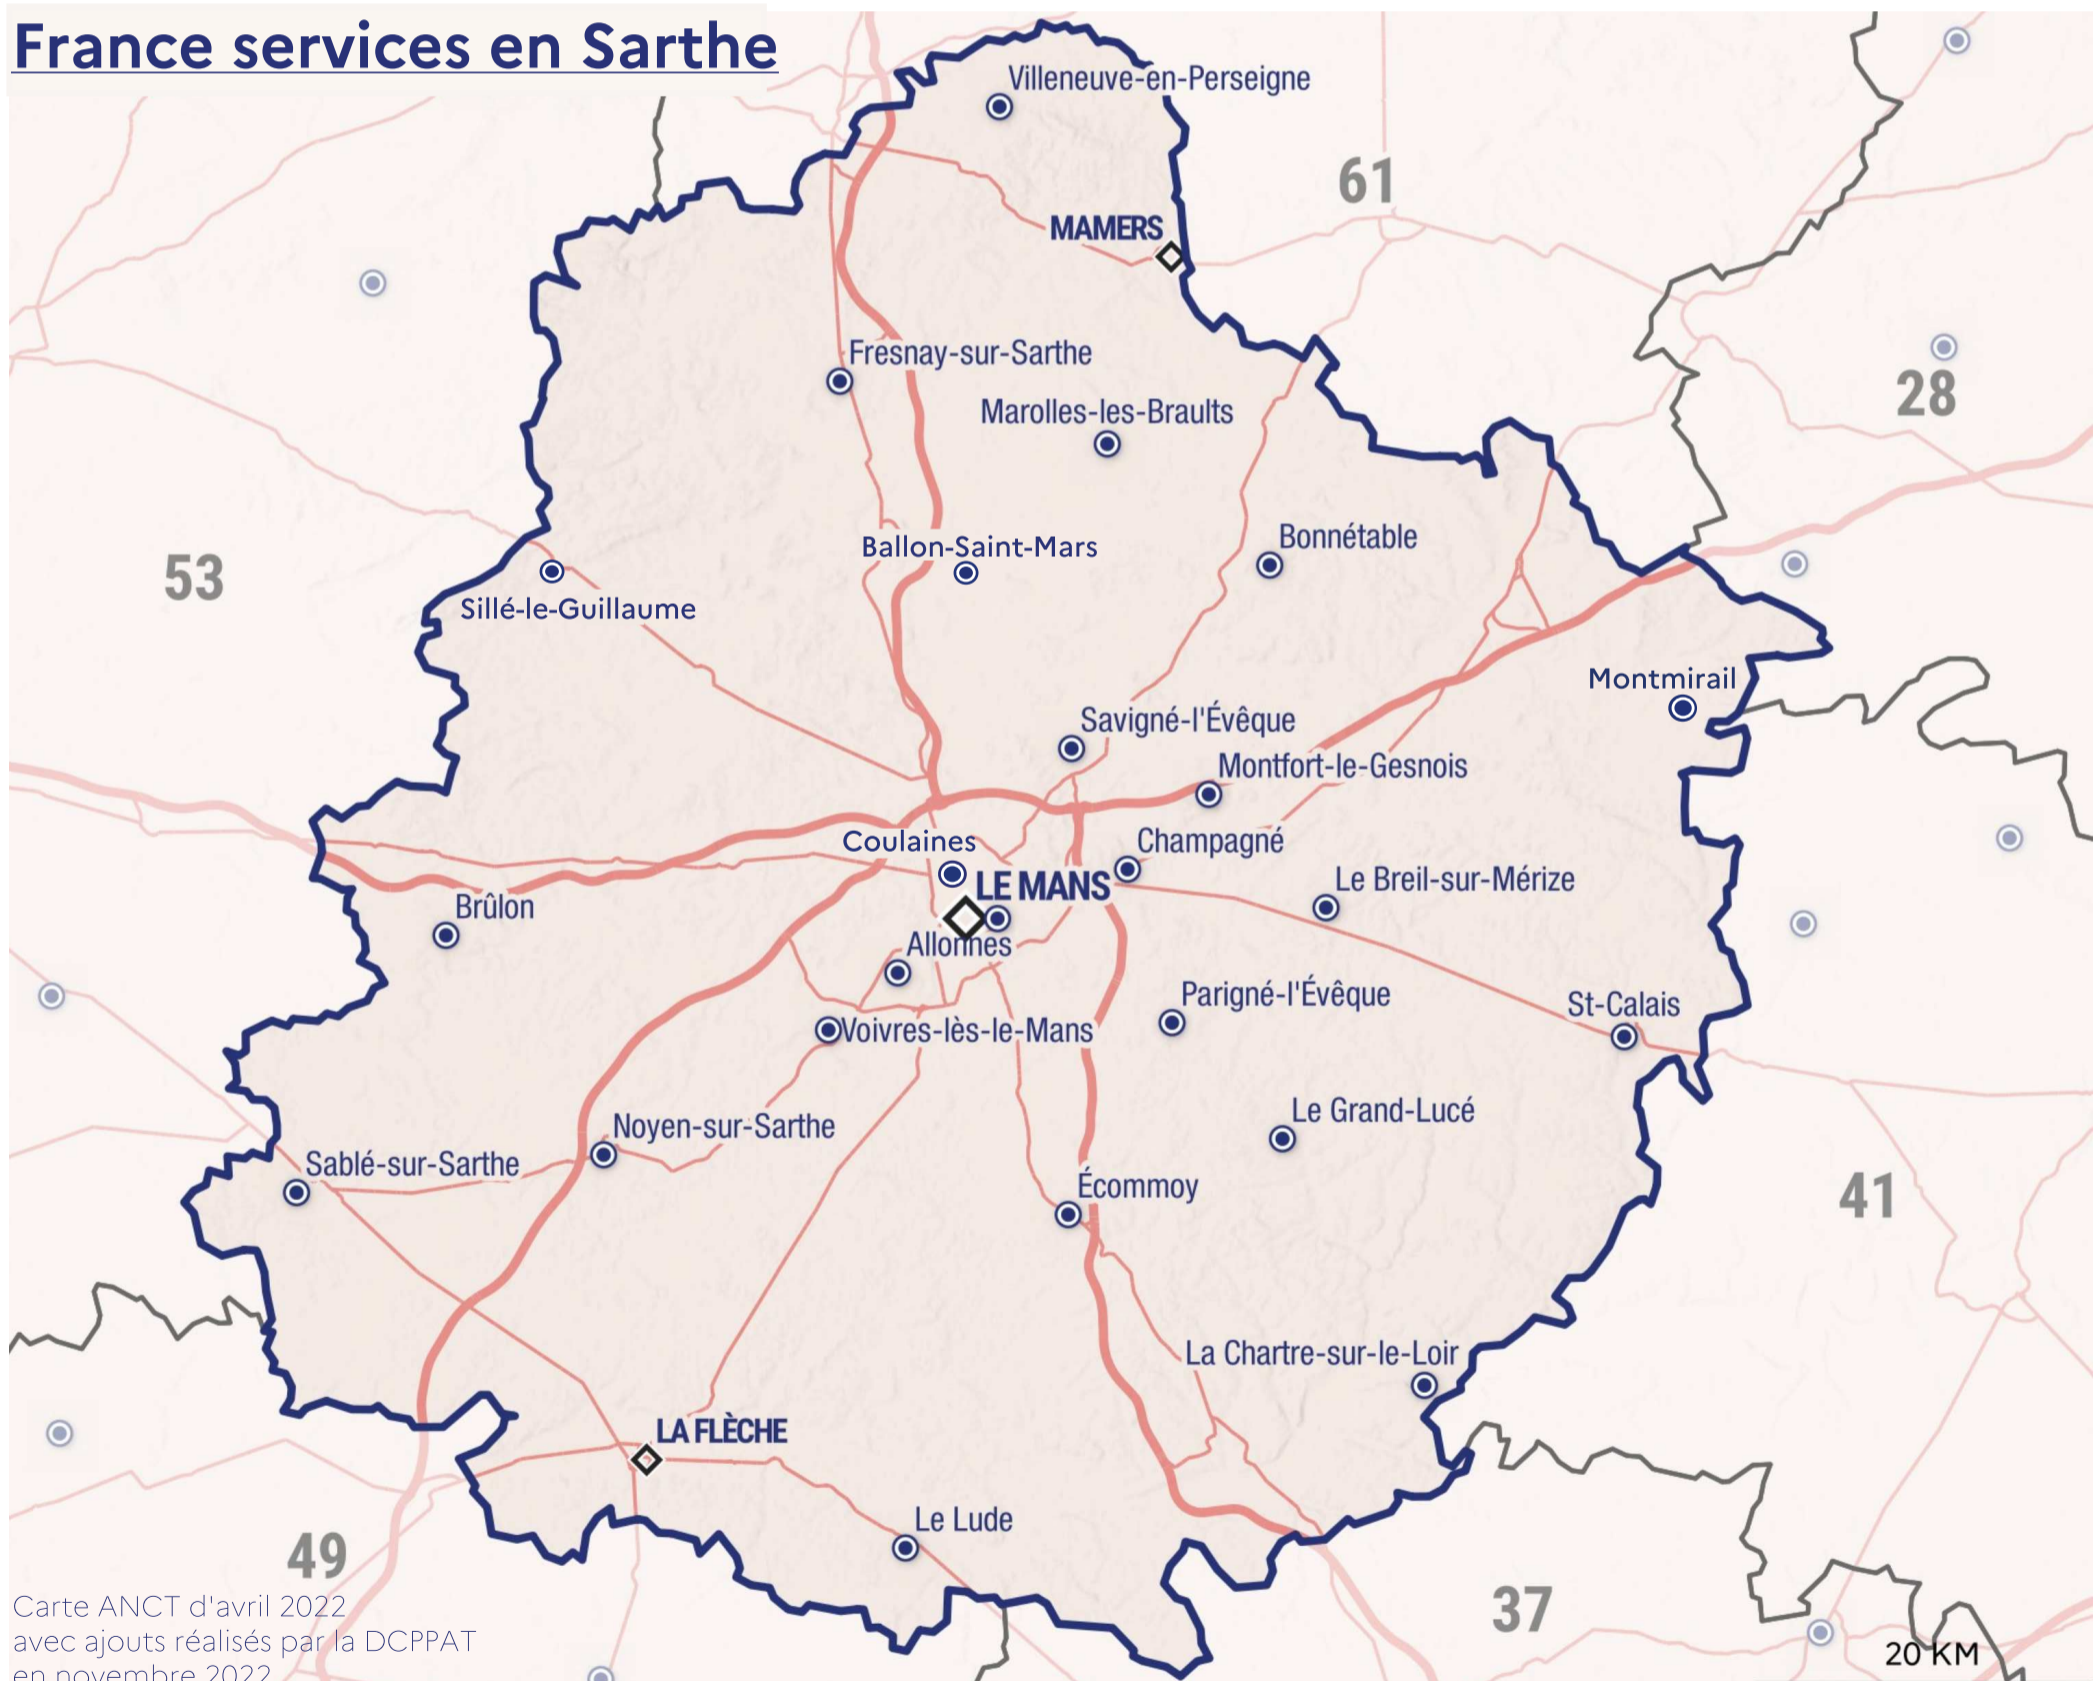 France services en Sarthe
Villeneuve-en-Perseigne
61
MAMERS
Fresnay-sur-Sarthe
28
Marolles-les-Braults
Bonnétable
Ballon-Saint-Mars
53
Sillé-le-Guillaume
Montmirail
Savigné-l'Évêque
Montfort-le-Gesnois
Coulaines
Champagné
Le Breil-sur-Mérize
LE MANS
Brûlon
Allonnes
Parigné-l'Évêque
St-Calais
Voivres-lès-le-Mans
Le Grand-Lucé
Noyen-sur-Sarthe
Sablé-sur-Sarthe
Écommoy
41
La Chartre-sur-le-Loir
LA FLÈCHE
Le Lude
49
37
Carte ANCT d'avril 2022
avec ajouts réalisés par la DCPPAT
en novembre 2022
20 KM